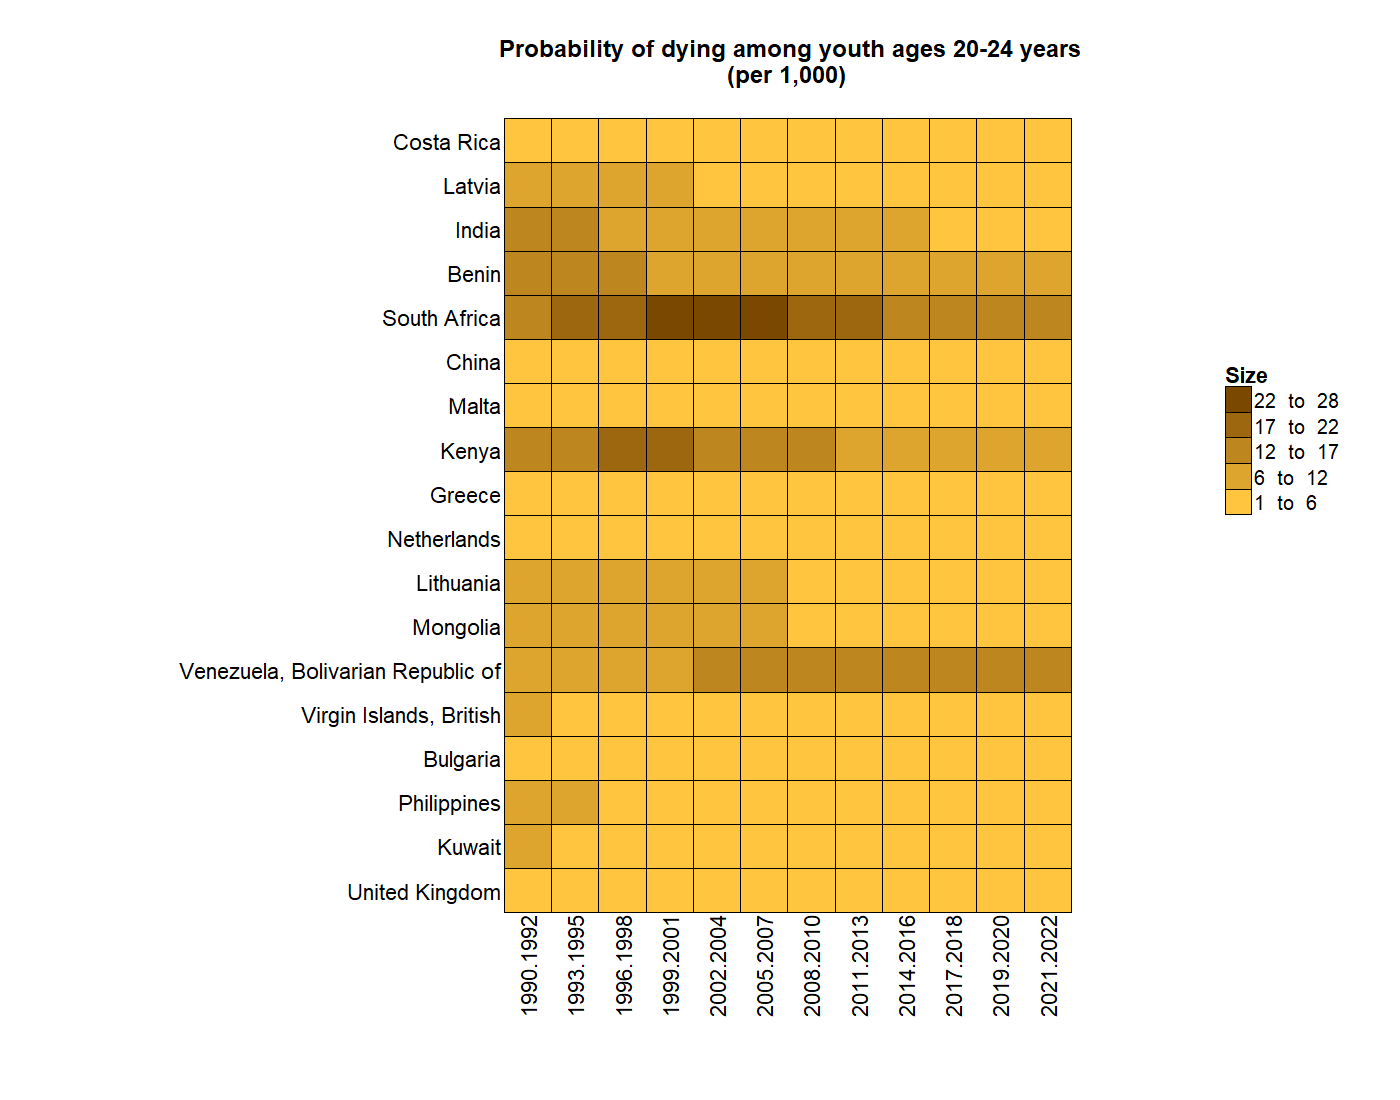 Probability of dying among youth ages 20-24 years
(per 1,000)
Costa Rica
Latvia
India
Benin
South Africa
China
Malta
Kenya
Greece
Netherlands
Lithuania
Mongolia
Venezuela, Bolivarian Republic of
Virgin Islands, British
Bulgaria
Philippines
Kuwait
United Kingdom
1990.1992
1993.1995
1996.1998
1999.2001
2002.2004
2005.2007
2008.2010
2011.2013
2014.2016
2017.2018
2019.2020
2021.2022
Size
22 to 28
17 to 22
12 to 17
6 to 12
1 to 6